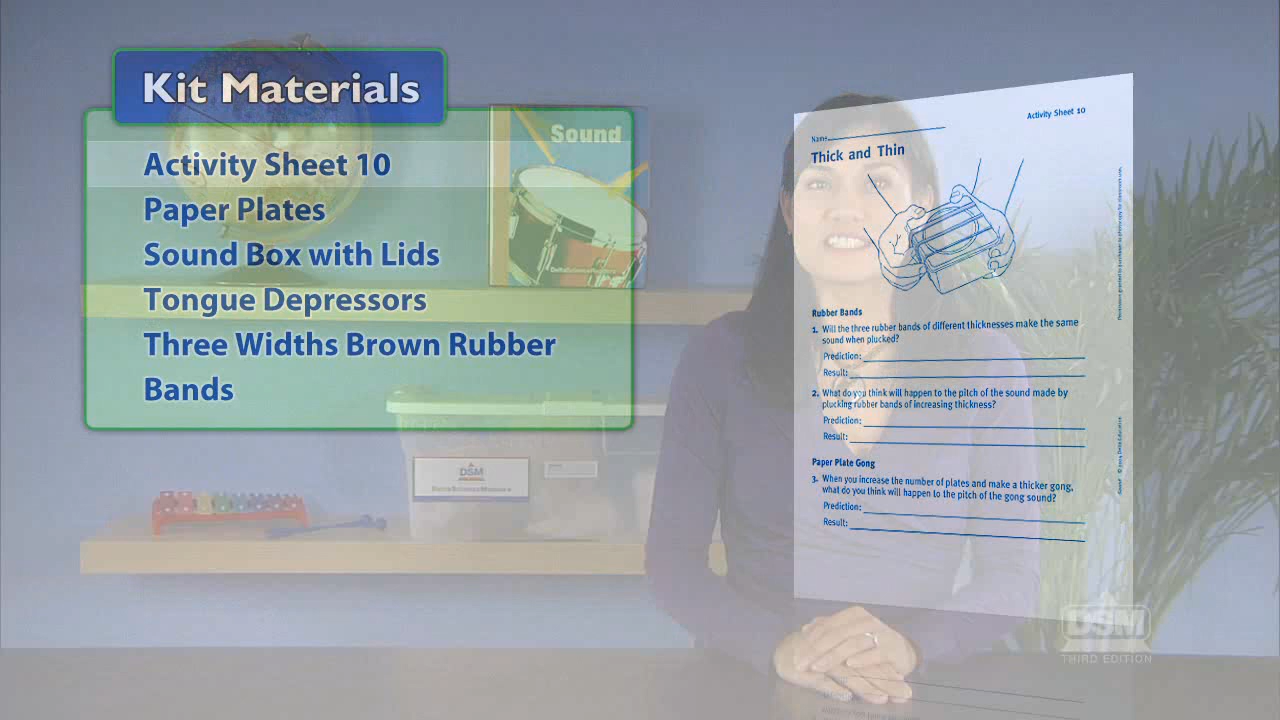 Kit Materials
Activity Sheet 10
Paper Plates
Sound Box with Lids
Tongue Depressors
Three Widths Brown Rubber
Bands
Sound
DeltaScienceReaders
DSM
Delta Science Modules
Activity Sheet 10
Name
Thick and Thin
Rubber Bands
1. Will the three rubber bands of different thicknesses make the same
sound when plucked?
Prediction:
Result:
2. What do you think will happen to the pitch of the sound made by
plucking rubber bands of increasing thickness?
Prediction:
Result:
Paper Plate Gong
3. When you increase the number of plates and make a thicker gong,
what do you think will happen to the pitch of the gong sound?
Prediction:
Result:
DSM
THIRD EDITION